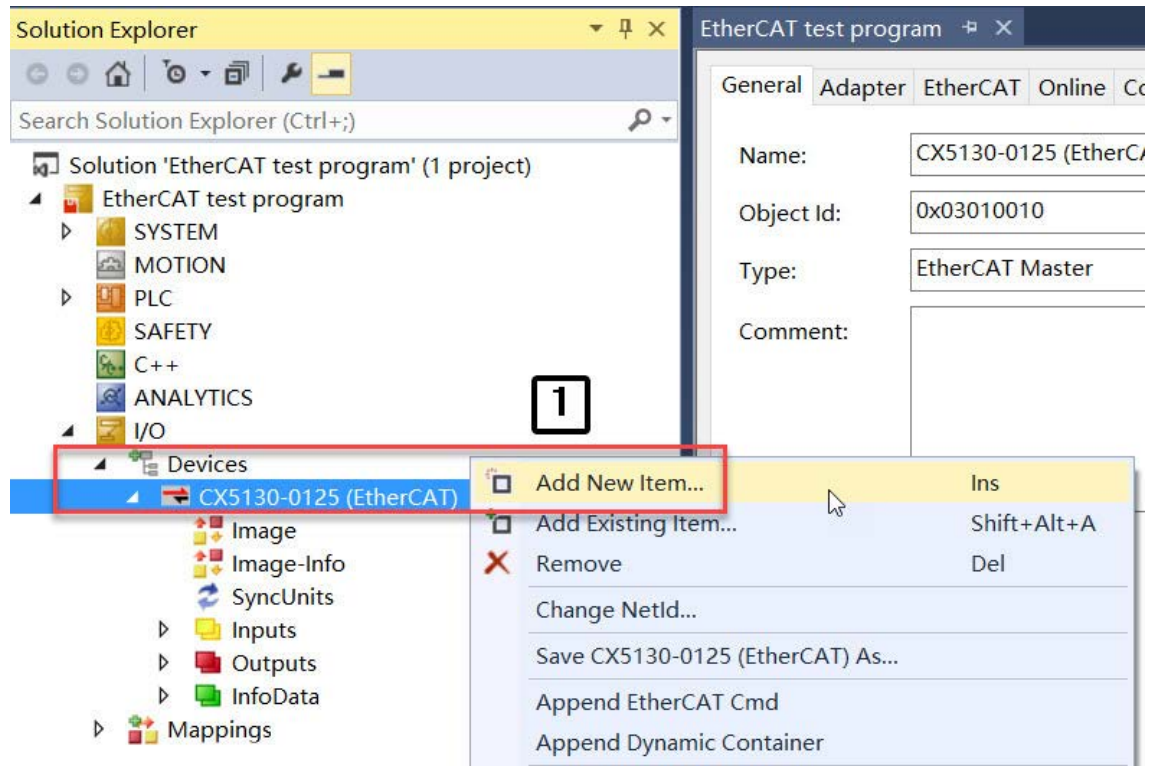 Solution Explorer
Search Solution Explorer (Ctrl+;)
Solution 'EtherCAT test program' (1 project)
EtherCAT test program
SYSTEM
MOTION
PLC
SAFETY
C++
ANALYTICS
I/O
Devices
CX5130-0125 (EtherCAT)
Image
Image-Info
SyncUnits
Inputs
Outputs
InfoData
Mappings
1
Add New Item... Ins
Add Existing Item... Shift+Alt+A
Remove Del
Change NetId...
Save CX5130-0125 (EtherCAT) As...
Append EtherCAT Cmd
Append Dynamic Container
EtherCAT test program
General Adapter EtherCAT Online
Name: CX5130-0125 (EtherCA
Object Id: 0x03010010
Type: EtherCAT Master
Comment: